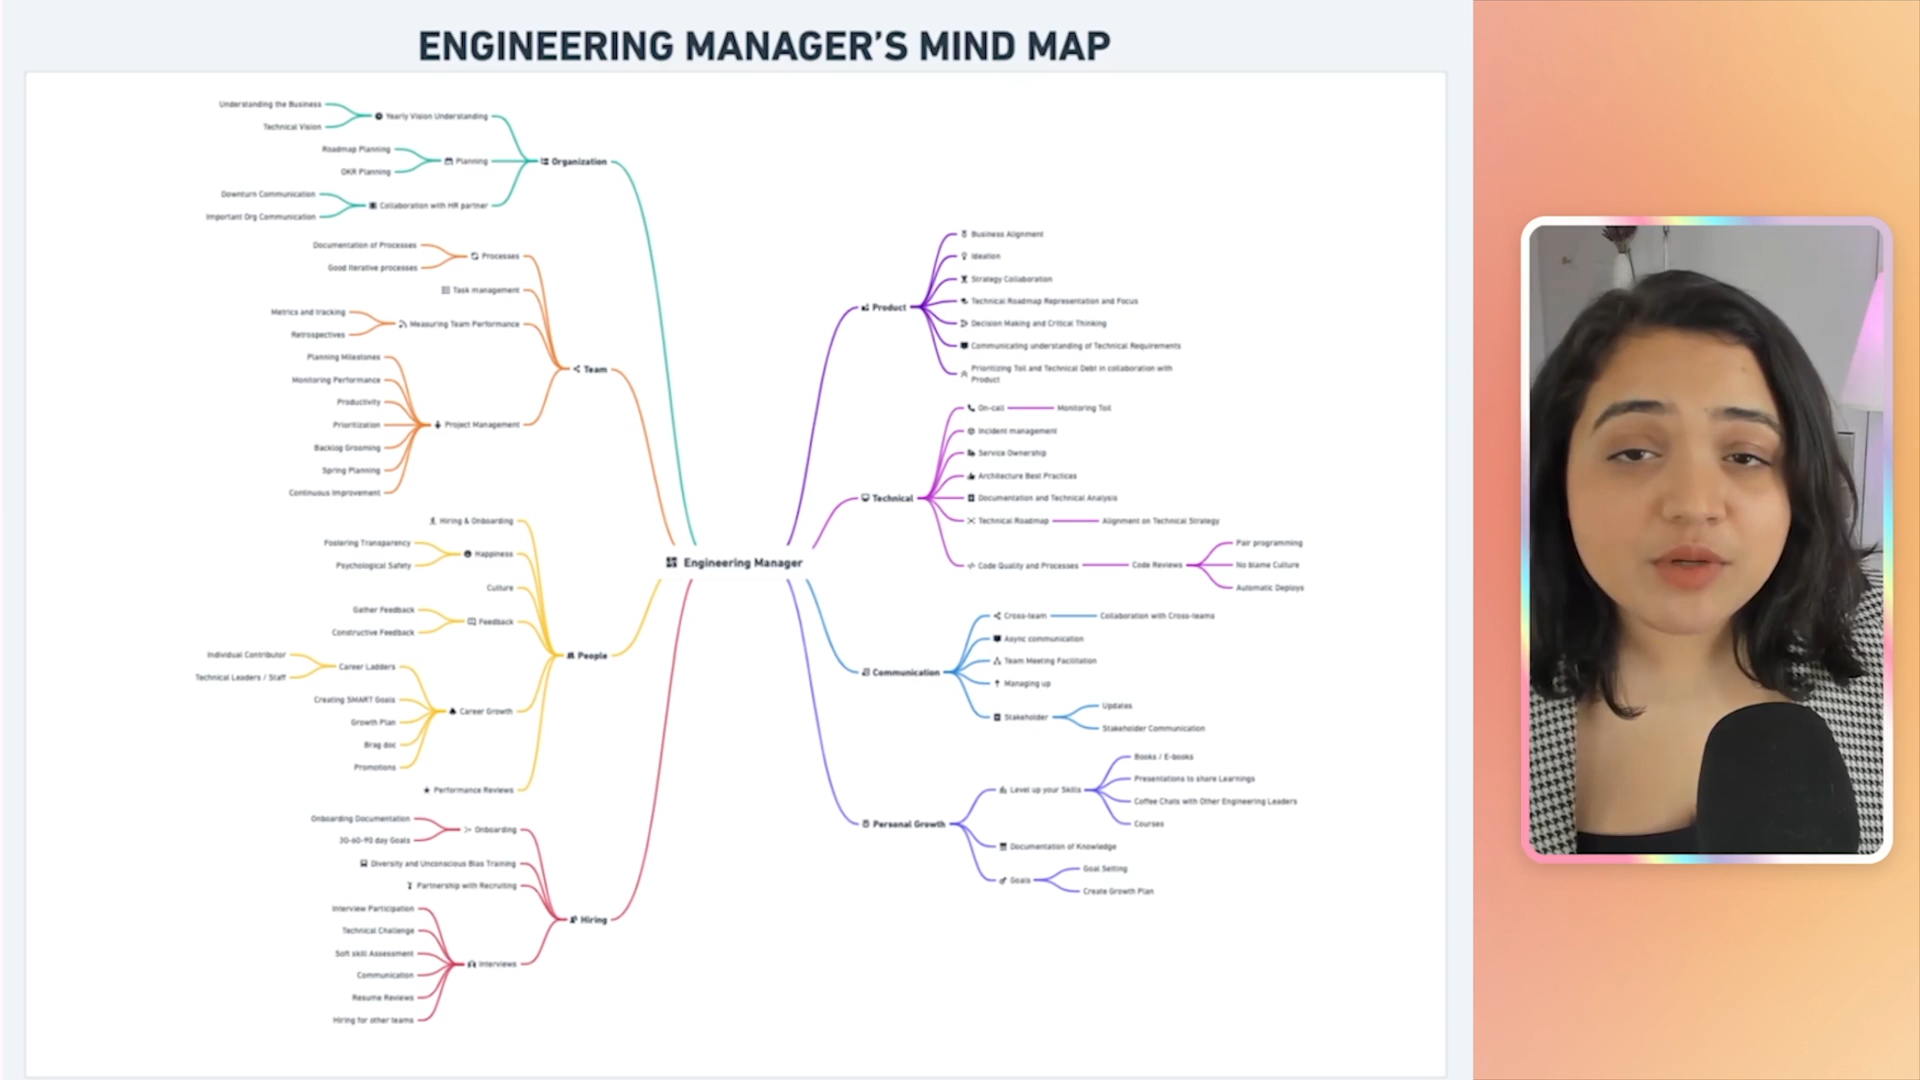 ENGINEERING MANAGER’S MIND MAP
Understanding the Business
Technical Vision
Yearly Vision Understanding
Roadmap Planning
OKR Planning
Planning
Organization
Downturn Communication
Important Org Communication
Collaboration with HR partner
Documentation of Processes
Good iterative processes
Processes
Task management
Metrics and tracking
Retrospectives
Measuring Team Performance
Team
Planning Milestones
Monitoring Performance
Productivity
Prioritization
Backlog Grooming
Spring Planning
Continuous Improvement
Project Management
Hiring & Onboarding
Fostering Transparency
Psychological Safety
Happiness
Culture
Gather Feedback
Constructive Feedback
Feedback
People
Individual Contributor
Technical Leaders / Staff
Career Ladders
Creating SMART Goals
Growth Plan
Brag doc
Promotions
Career Growth
Performance Reviews
Onboarding Documentation
30-60-90 day Goals
Onboarding
Diversity and Unconscious Bias Training
Partnership with Recruiting
Hiring
Interview Participation
Technical Challenge
Soft skill Assessment
Communication
Resume Reviews
Hiring for other teams
Interviews
Engineering Manager
Product
Business Alignment
Ideation
Strategy Collaboration
Technical Roadmap Representation and Focus
Decision Making and Critical Thinking
Communicating understanding of Technical Requirements
Prioritizing Toil and Technical Debt in collaboration with
Product
Technical
On-call
Monitoring Toil
Incident management
Service Ownership
Architecture Best Practices
Documentation and Technical Analysis
Technical Roadmap
Alignment on Technical Strategy
Code Quality and Processes
Code Reviews
Pair programming
No blame Culture
Automatic Deploys
Communication
Cross-team
Collaboration with Cross-teams
Async communication
Team Meeting Facilitation
Managing up
Stakeholder
Updates
Stakeholder Communication
Personal Growth
Level up your Skills
Books / E-books
Presentations to share Learnings
Coffee Chats with Other Engineering Leaders
Courses
Documentation of Knowledge
Goals
Goal Setting
Create Growth Plan